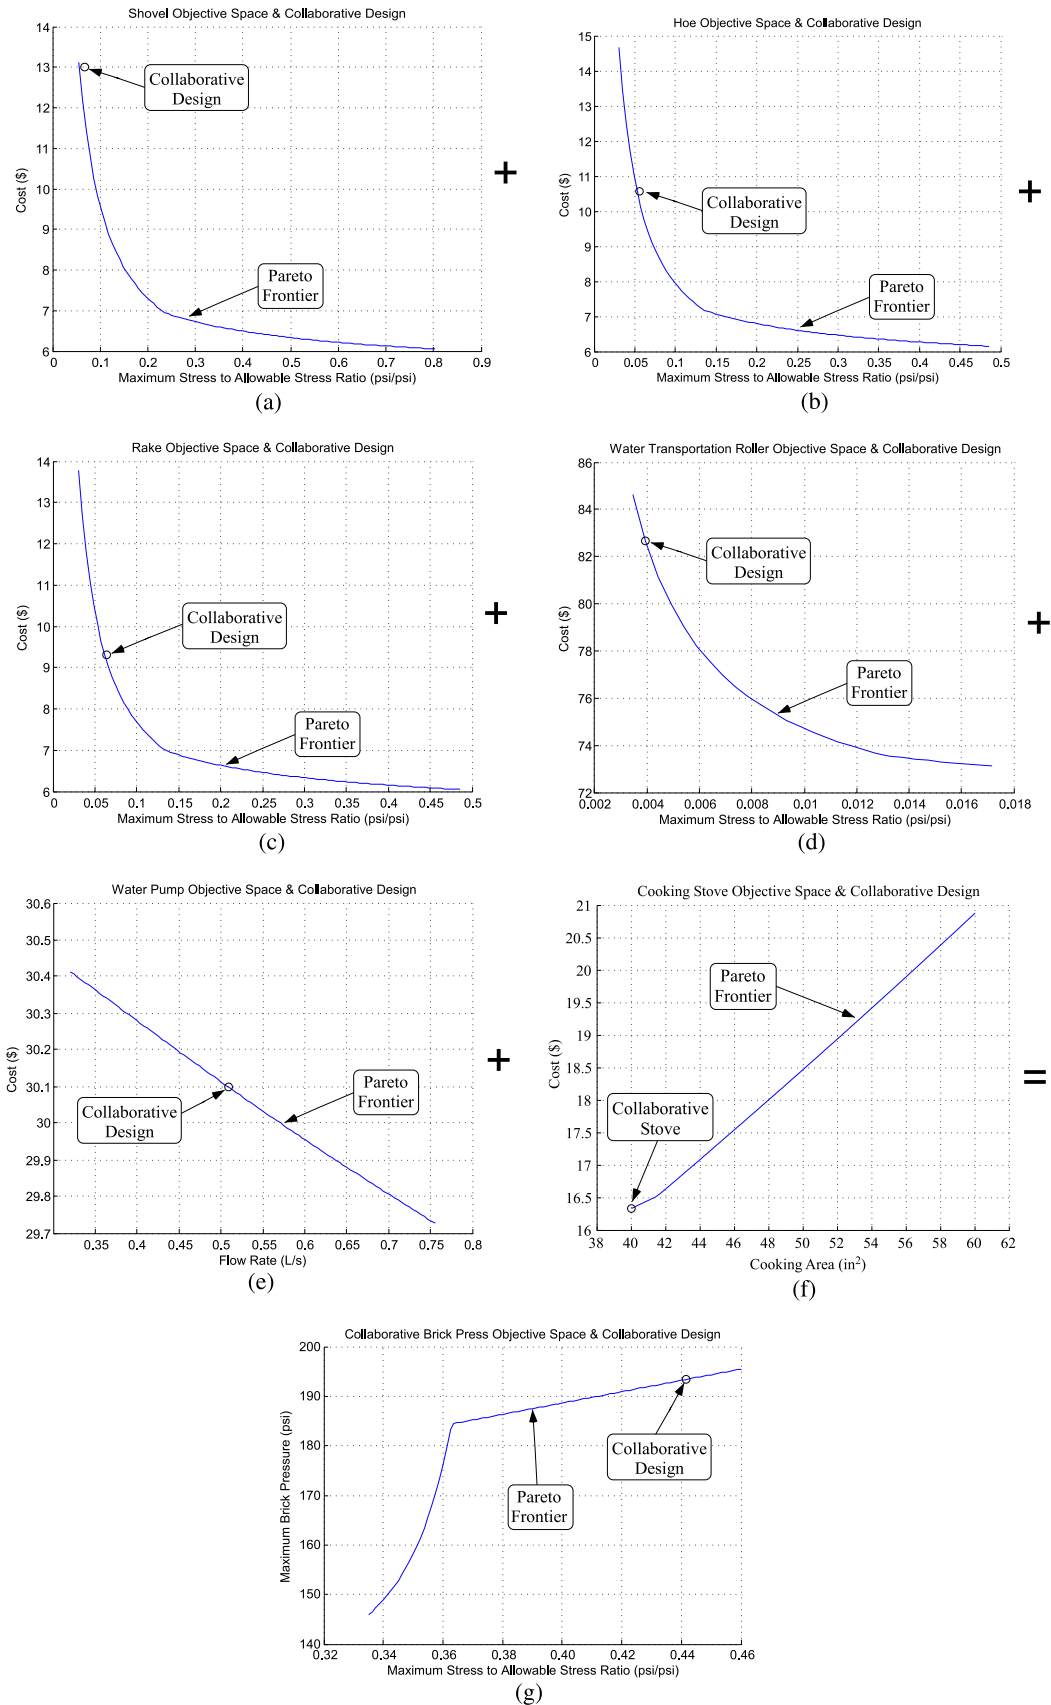 Shovel Objective Space & Collaborative Design
14
13
12
11
10
9
8
7
6
Cost ($)
Collaborative
Design
Pareto
Frontier
0 0.1 0.2 0.3 0.4 0.5 0.6 0.7 0.8 0.9
Maximum Stress to Allowable Stress Ratio (psi/psi)
(a)
+
Hoe Objective Space & Collaborative Design
15
14
13
12
11
10
9
8
7
6
Cost ($)
Collaborative
Design
Pareto
Frontier
0 0.05 0.1 0.15 0.2 0.25 0.3 0.35 0.4 0.45 0.5
Maximum Stress to Allowable Stress Ratio (psi/psi)
(b)
+
Rake Objective Space & Collaborative Design
14
13
12
11
10
9
8
7
6
Cost ($)
Collaborative
Design
Pareto
Frontier
0 0.05 0.1 0.15 0.2 0.25 0.3 0.35 0.4 0.45 0.5
Maximum Stress to Allowable Stress Ratio (psi/psi)
(c)
+
Water Transportation Roller Objective Space & Collaborative Design
86
84
82
80
78
76
74
72
Cost ($)
Collaborative
Design
Pareto
Frontier
0.002 0.004 0.006 0.008 0.01 0.012 0.014 0.016 0.018
Maximum Stress to Allowable Stress Ratio (psi/psi)
(d)
+
Water Pump Objective Space & Collaborative Design
30.6
30.5
30.4
30.3
30.2
30.1
30
29.9
29.8
29.7
Cost ($)
Pareto
Frontier
Collaborative
Design
0.35 0.4 0.45 0.5 0.55 0.6 0.65 0.7 0.75 0.8
Flow Rate (L/s)
(e)
+
Cooking Stove Objective Space & Collaborative Design
21
20.5
20
19.5
19
18.5
18
17.5
17
16.5
16
Cost ($)
Pareto
Frontier
Collaborative
Stove
38 40 42 44 46 48 50 52 54 56 58 60 62
Cooking Area (in²)
(f)
=
Collaborative Brick Press Objective Space & Collaborative Design
200
190
180
170
160
150
140
Maximum Brick Pressure (psi)
Collaborative
Design
Pareto
Frontier
0.32 0.34 0.36 0.38 0.40 0.42 0.44 0.46
Maximum Stress to Allowable Stress Ratio (psi/psi)
(g)